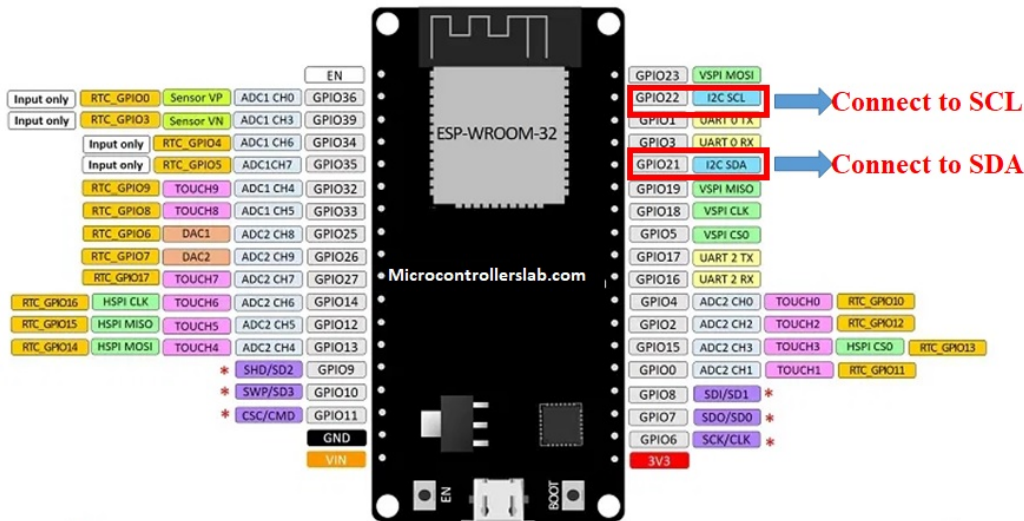 EN
GPIO23 VSPI MOSI
Input only RTC_GPIO0 Sensor VP ADC1 CH0 GPIO36
GPIO22 I2C SCL Connect to SCL
Input only RTC_GPIO3 Sensor VN ADC1 CH3 GPIO39
GPIO1 UART 0 TX
Input only RTC_GPIO4 ADC1 CH6 GPIO34
ESP-WROOM-32
GPIO3 UART 0 RX
Input only RTC_GPIO5 ADC1CH7 GPIO35
GPIO21 I2C SDA Connect to SDA
RTC_GPIO9 TOUCH9 ADC1 CH4 GPIO32
GPIO19 VSPI MISO
RTC_GPIO8 TOUCH8 ADC1 CH5 GPIO33
GPIO18 VSPI CLK
RTC_GPIO6 DAC1 ADC2 CH8 GPIO25
GPIO5 VSPI CS0
RTC_GPIO7 DAC2 ADC2 CH9 GPIO26
GPIO17 UART 2 TX
Microcontrollerslab.com
RTC_GPIO17 TOUCH7 ADC2 CH7 GPIO27
GPIO16 UART 2 RX
RTC_GPIO16 HSPI CLK TOUCH6 ADC2 CH6 GPIO14
GPIO4 ADC2 CH0 TOUCH0 RTC_GPIO10
RTC_GPIO15 HSPI MISO TOUCH5 ADC2 CH5 GPIO12
GPIO2 ADC2 CH2 TOUCH2 RTC_GPIO12
RTC_GPIO14 HSPI MOSI TOUCH4 ADC2 CH4 GPIO13
GPIO15 ADC2 CH3 TOUCH3 HSPI CS0 RTC_GPIO13
* SHD/SD2 GPIO9
GPIO0 ADC2 CH1 TOUCH1 RTC_GPIO11
* SWP/SD3 GPIO10
GPIO8 SDI/SD1 *
* CSC/CMD GPIO11
GPIO7 SDO/SD0 *
GND
GPIO6 SCK/CLK *
VIN
3V3
EN
BOOT